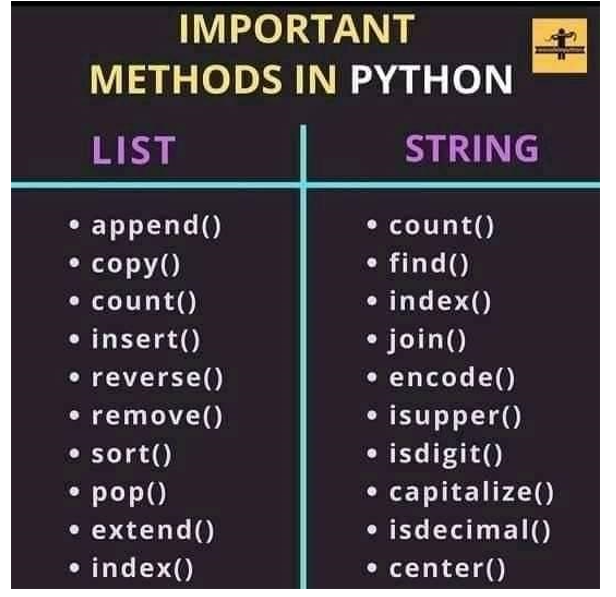 IMPORTANT
METHODS IN PYTHON
LIST
STRING
• append()
• copy()
• count()
• insert()
• reverse()
• remove()
• sort()
• pop()
• extend()
• index()
• count()
• find()
• index()
• join()
• encode()
• isupper()
• isdigit()
• capitalize()
• isdecimal()
• center()